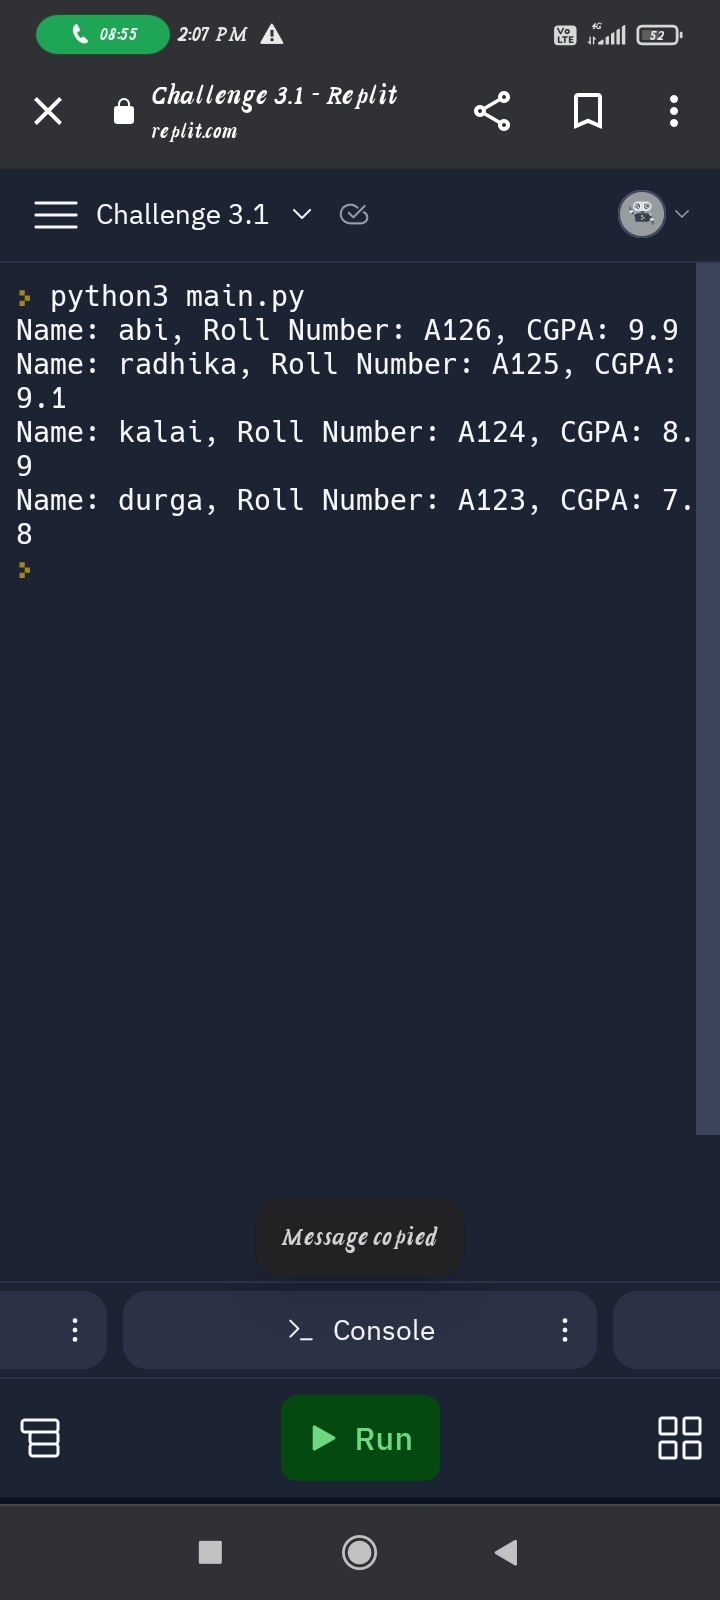 08:55 2:07 PM Vo LTE 4G 52
Challenge 3.1 - Replit
replit.com
Challenge 3.1
python3 main.py
Name: abi, Roll Number: A126, CGPA: 9.9
Name: radhika, Roll Number: A125, CGPA:
9.1
Name: kalai, Roll Number: A124, CGPA: 8.
9
Name: durga, Roll Number: A123, CGPA: 7.
8
Message copied
Console
Run